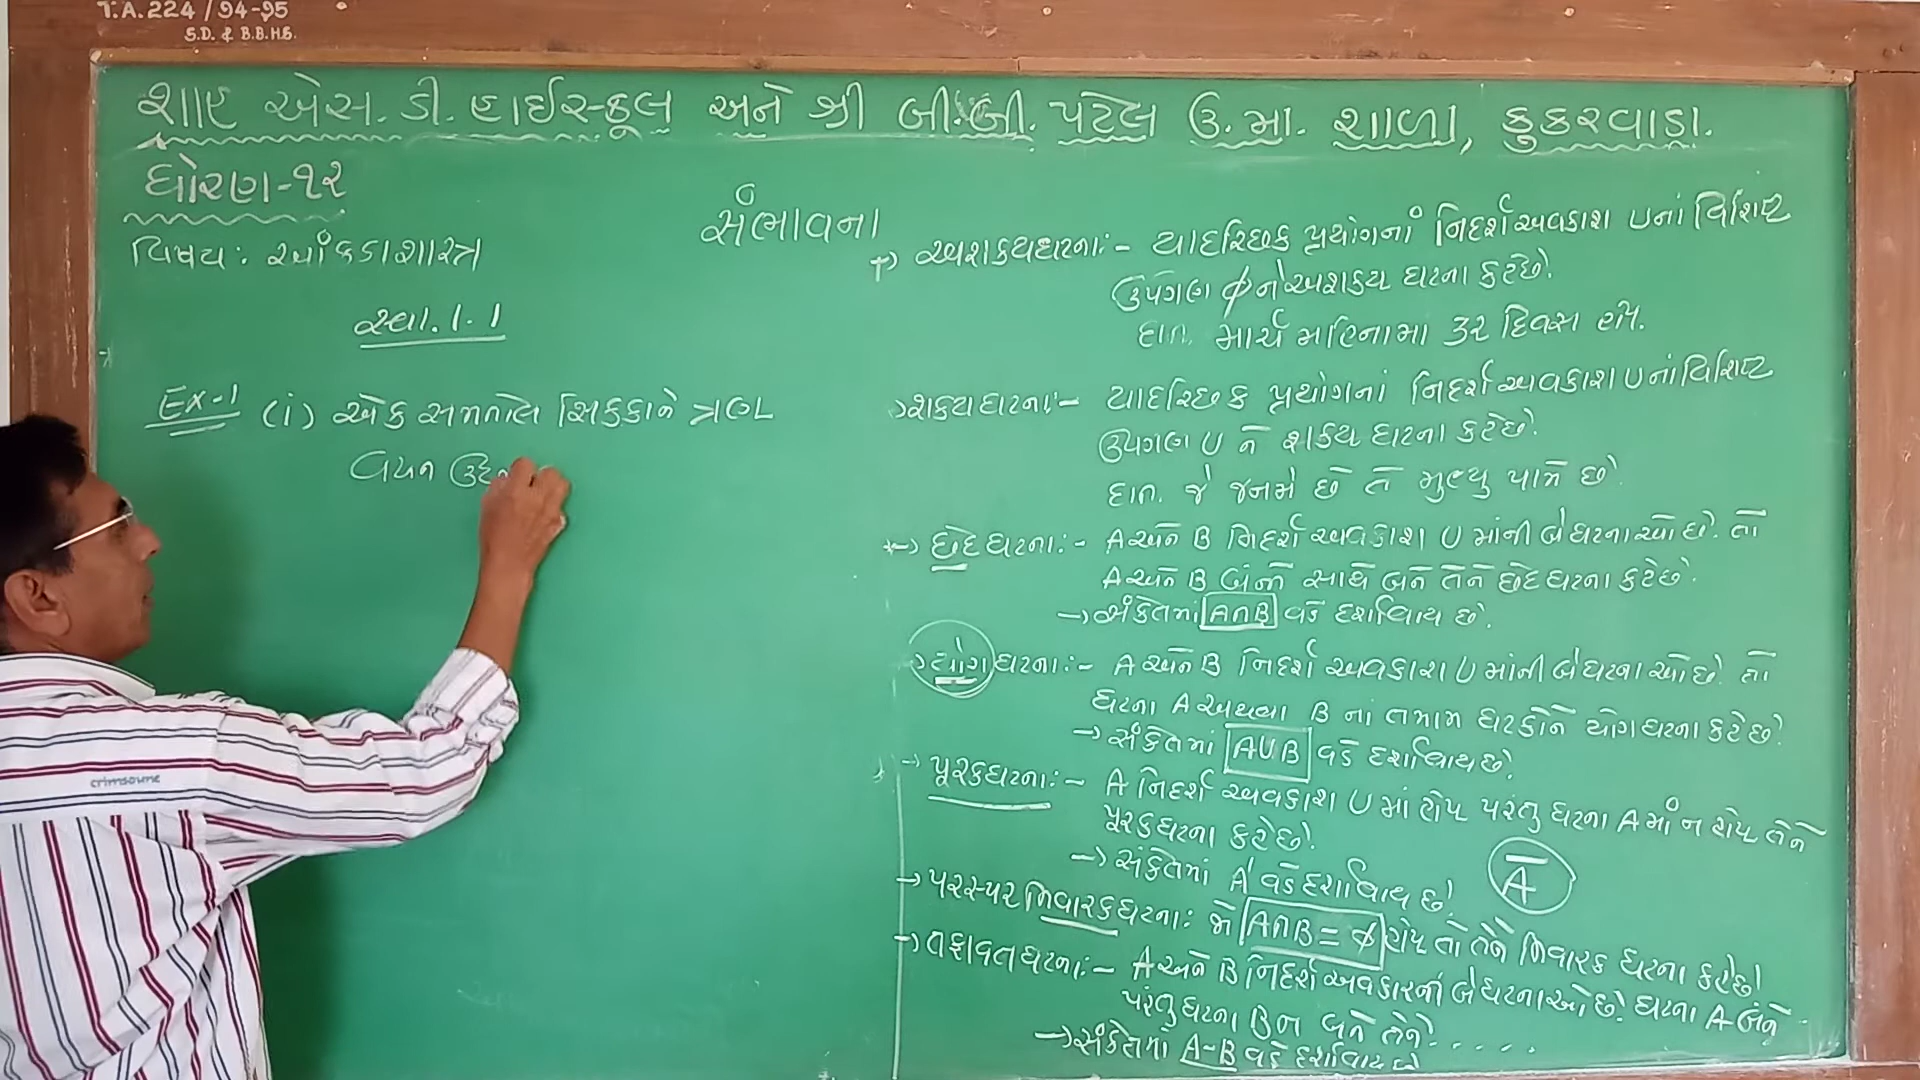 T.A.224/94-95
S.D. & B.B.H.S.
શાહ એસ.ડી.હાઈસ્કૂલ અને શ્રી બી.બી. પટેલ ઉ.મા. શાળા, કુકરવાડા.
ધોરણ-૧૨
વિષય: આંકડાશાસ્ત્ર
સંભાવના
સ્વા.1.1
Ex-1 (i) એક સમતોલ સિક્કાને ત્રણ
વખત
→ અશક્યઘટના:- યાદચ્છિક પ્રયોગનાં નિદર્શઅવકાશ U નાં વિશિષ્ટ
ઉપગણ ϕ ને અશક્ય ઘટના કહેછે.
દા.ત. માર્ચ મહિનામા 32 દિવસ હોય.
→શક્યઘટના:- યાદચ્છિક પ્રયોગનાં નિદર્શઅવકાશ U નાં વિશિષ્ટ
ઉપગણ U ને શક્ય ઘટના કહેછે.
દા.ત. જે જનમે છે તે મુત્યુ પામે છે.
*→ છેદઘટના:- A અને B નિદર્શ અવકાશ U માંની બે ઘટનાઓ છે. તો
A અને B બંન્ને સાથે બને તેને છેદઘટના કહેછે.
→ સંકેતમાં A∩B વડે દર્શાવાય છે.
→ યોગઘટના:- A અને B નિદર્શ અવકાશ U માંની બે ઘટના ઓ છે. તો
ઘટના A અથવા B નાં તમામ ઘટકોને યોગઘટના કહેછે.
→ સંકેતમાં A∪B વડે દર્શાવાય છે.
→ પૂરકઘટના:- A નિદર્શ અવકાશ U માં હોય પરંતુ ઘટના A માં ન હોય તેને
પૂરકઘટના કહેછે.
→ સંકેતમાં A' વડે દર્શાવાય છે. Ā
→ પરસ્પર નિવારકઘટના: જો A∩B = ϕ હોય તો તેને નિવારક ઘટના કહેછે.
→ તફાવતઘટના:- A અને B નિદર્શ અવકાશની બે ઘટનાઓ છે. ઘટના A બને
પરંતુ ઘટના B ન બને તેને.....
→ સંકેતમાં A-B વડે દર્શાવાય છે
crimsoune